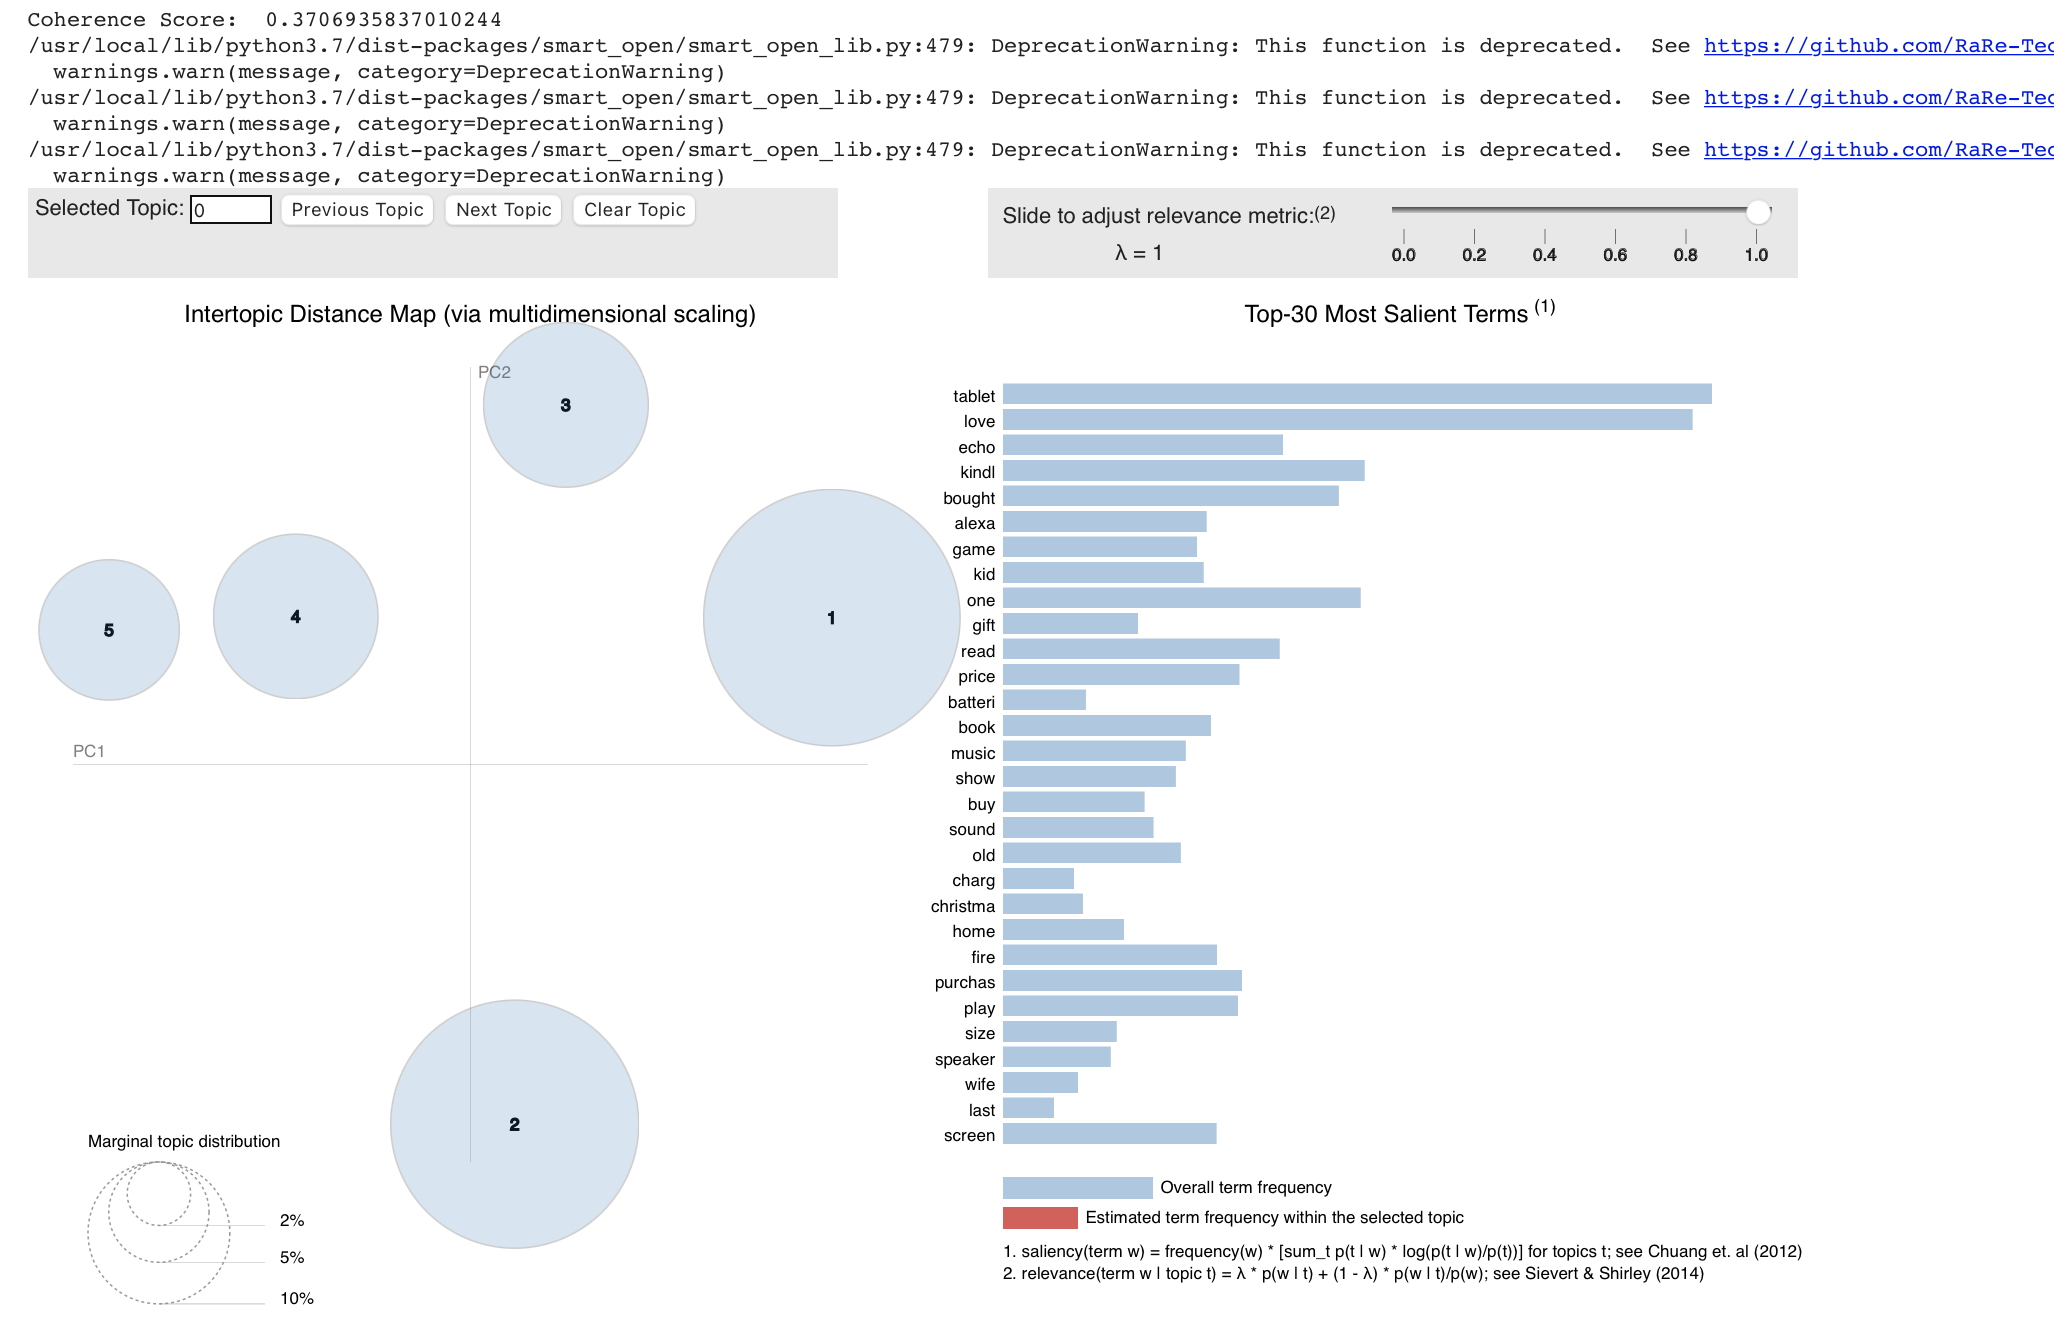 Coherence Score:  0.3706935837010244
/usr/local/lib/python3.7/dist-packages/smart_open/smart_open_lib.py:479: DeprecationWarning: This function is deprecated.  See https://github.com/RaRe-Tec
  warnings.warn(message, category=DeprecationWarning)
/usr/local/lib/python3.7/dist-packages/smart_open/smart_open_lib.py:479: DeprecationWarning: This function is deprecated.  See https://github.com/RaRe-Tec
  warnings.warn(message, category=DeprecationWarning)
/usr/local/lib/python3.7/dist-packages/smart_open/smart_open_lib.py:479: DeprecationWarning: This function is deprecated.  See https://github.com/RaRe-Tec
  warnings.warn(message, category=DeprecationWarning)
Selected Topic: 0 Previous Topic Next Topic Clear Topic
Slide to adjust relevance metric:(2)
λ = 1
0.0 0.2 0.4 0.6 0.8 1.0
Intertopic Distance Map (via multidimensional scaling)
PC2
3
1
4
5
PC1
2
Marginal topic distribution
2%
5%
10%
Top-30 Most Salient Terms (1)
tablet
love
echo
kindl
bought
alexa
game
kid
one
gift
read
price
batteri
book
music
show
buy
sound
old
charg
christma
home
fire
purchas
play
size
speaker
wife
last
screen
Overall term frequency
Estimated term frequency within the selected topic
1. saliency(term w) = frequency(w) * [sum_t p(t | w) * log(p(t | w)/p(t))] for topics t; see Chuang et. al (2012)
2. relevance(term w | topic t) = λ * p(w | t) + (1 - λ) * p(w | t)/p(w); see Sievert & Shirley (2014)